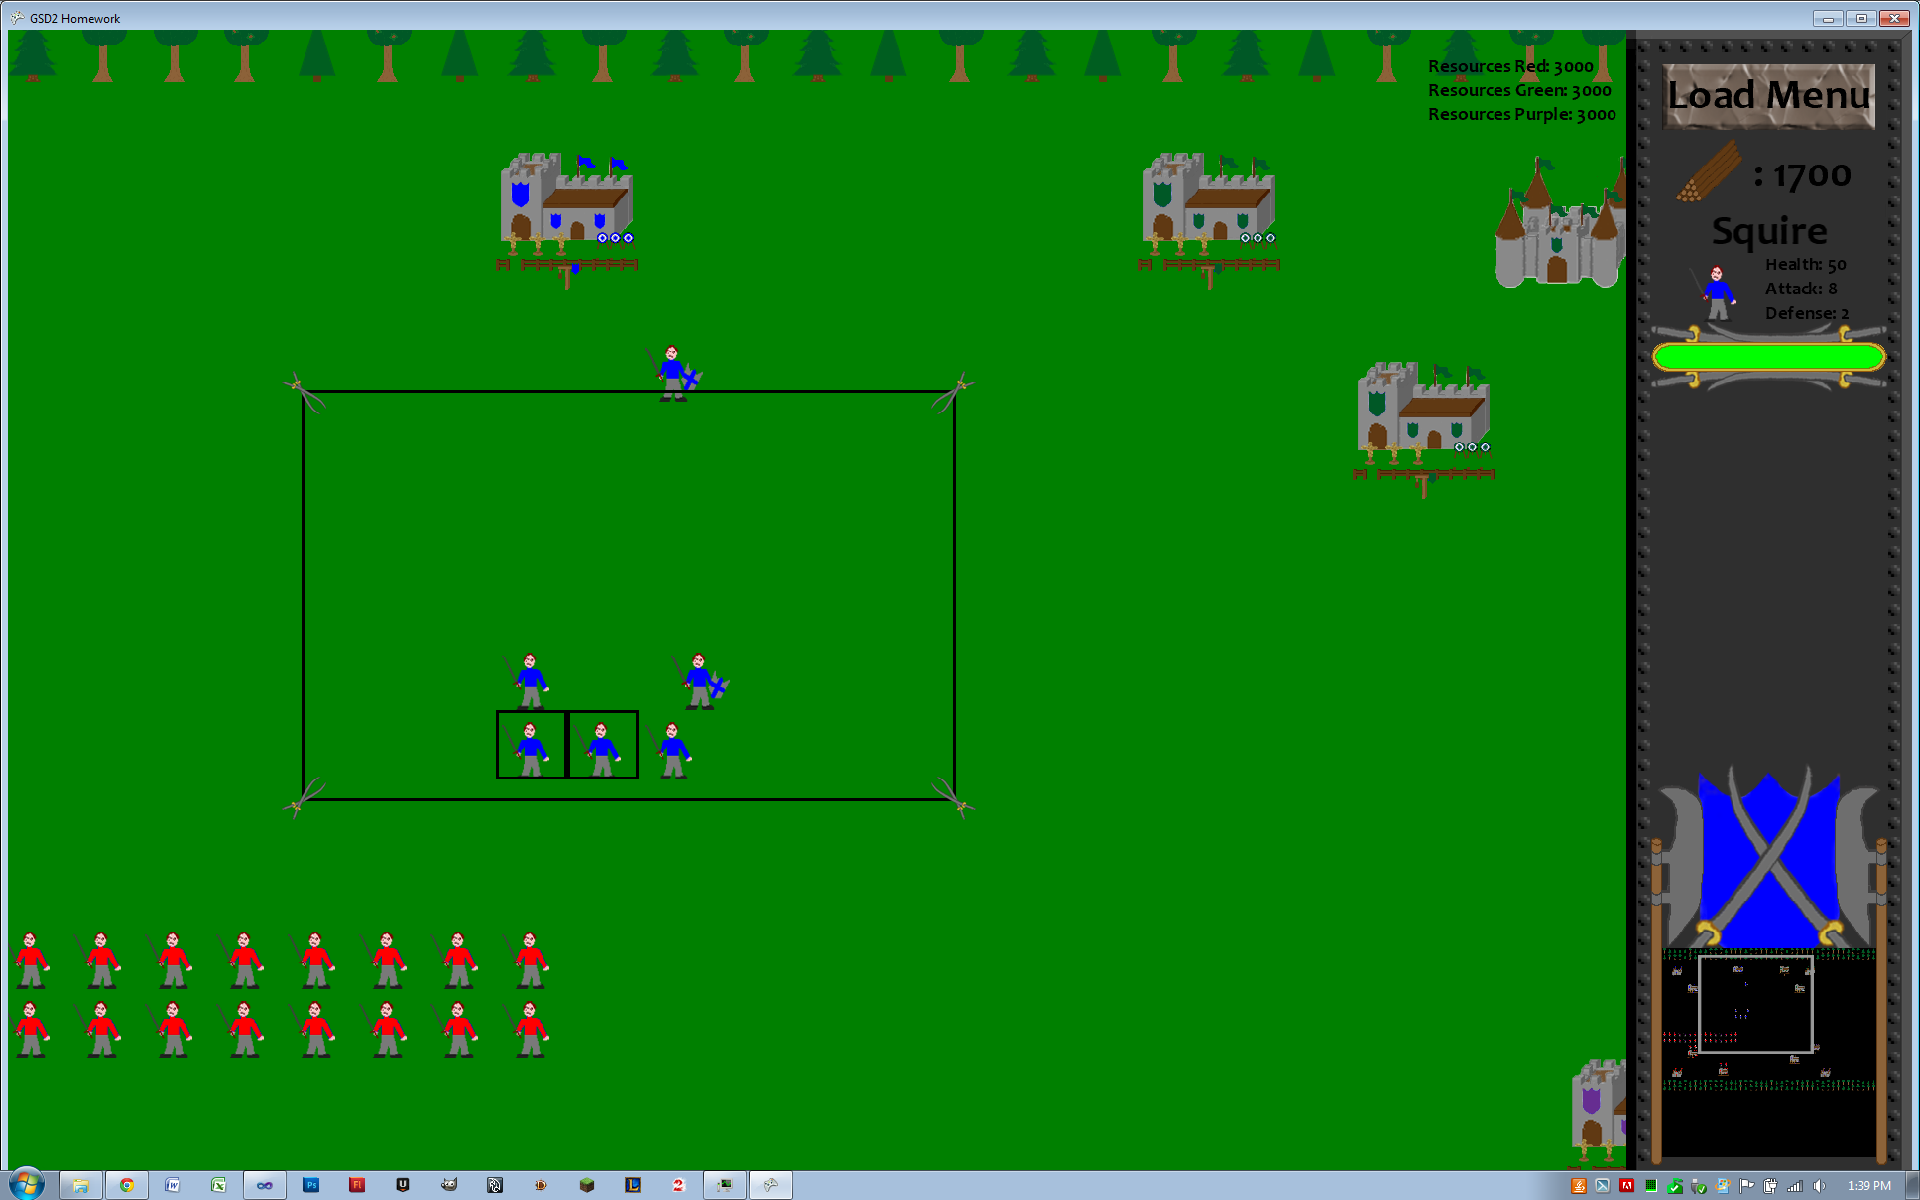 GSD2 Homework
Resources Red: 3000
Resources Green: 3000
Resources Purple: 3000
Load Menu
: 1700
Squire
Health: 50
Attack: 8
Defense: 2
1:39 PM